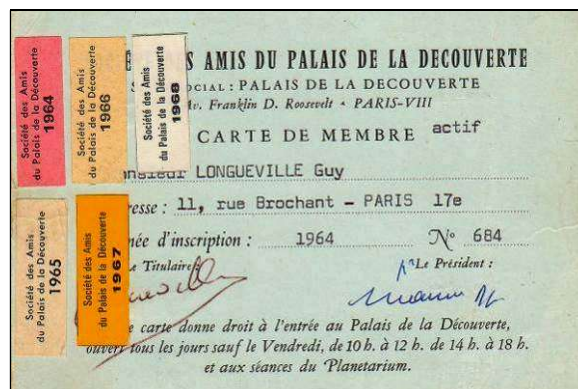 S AMIS DU PALAIS DE LA DECOUVERTE
OCIAL : PALAIS DE LA DECOUVERTE
Av. Franklin D. Roosevelt • PARIS-VIII
CARTE DE MEMBRE actif
nsieur LONGUEVILLE Guy
resse : 11, rue Brochant - PARIS 17e
née d'inscription : 1964 Nº 684
Le Titulaire
Le Président :
e carte donne droit à l'entrée au Palais de la Découverte,
ouvert tous les jours sauf le Vendredi, de 10 h. à 12 h. de 14 h. à 18 h.
et aux séances du Planetarium.
Société des Amis
du Palais de la Découverte
1964
Société des Amis
du Palais de la Découverte
1966
Société des Amis
du Palais de la Découverte
1968
Société des Amis
du Palais de la Découverte
1965
Société des Amis
du Palais de la Découverte
1967